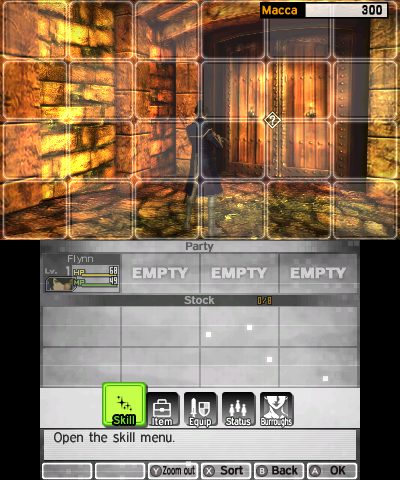 Macca 300
Party
Flynn
Lv. 1 HP 68
MP 49
EMPTY EMPTY EMPTY
Stock 0/8
Skill Item Equip Status Burroughs
Open the skill menu.
Y Zoom out X Sort B Back A OK